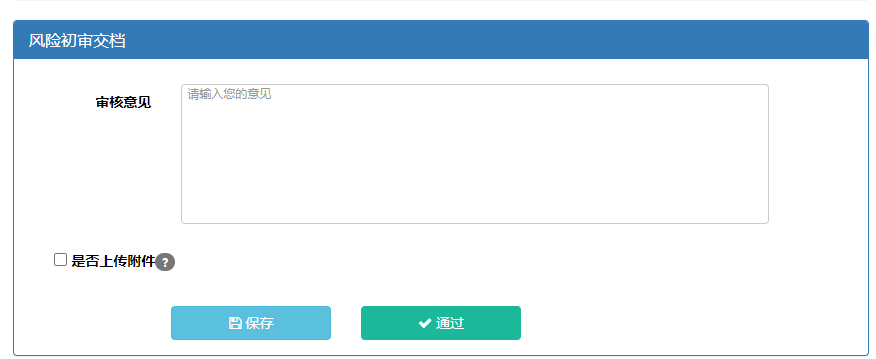 风险初审交档
审核意见
请输入您的意见
是否上传附件?
保存
通过